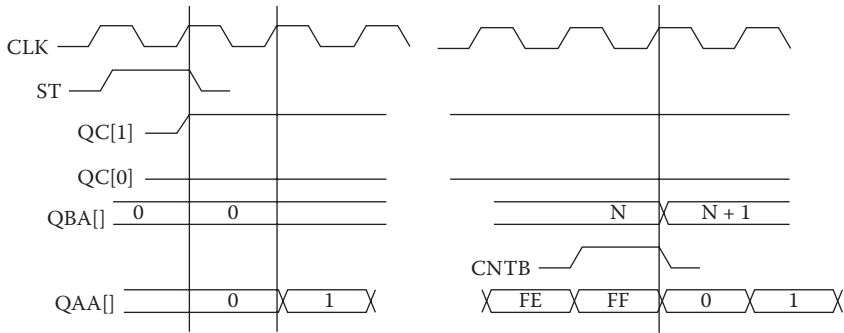 CLK
ST
QC[1]
QC[0]
QBA[] 0 0 N N + 1
CNTB
QAA[] 0 1 FE FF 0 1